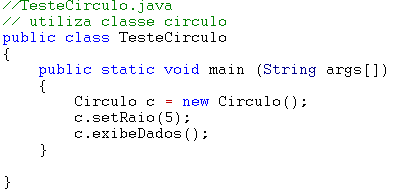 //TesteCirculo.java
// utiliza classe circulo
public class TesteCirculo
{
    public static void main (String args[])
    {
        Circulo c = new Circulo();
        c.setRaio(5);
        c.exibeDados();
    }
}